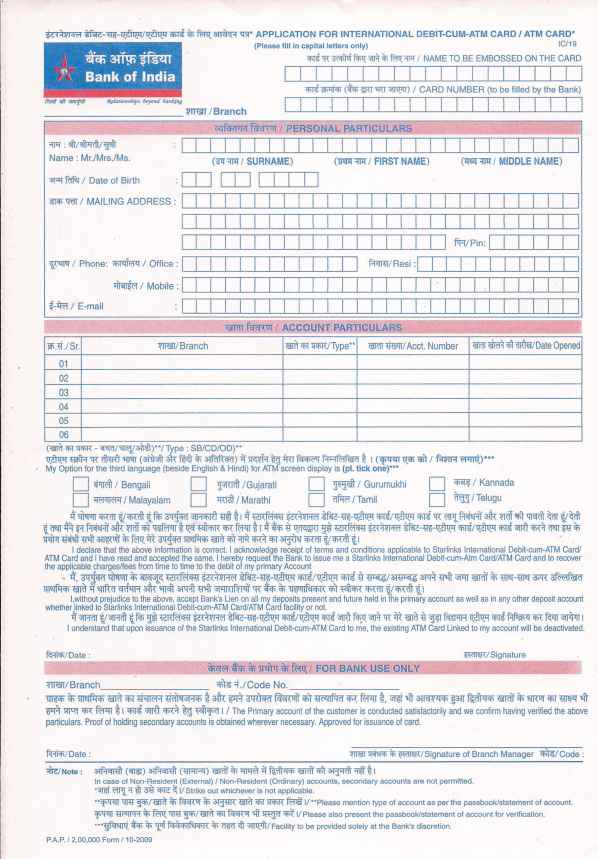 इंटरनेशनल डेबिट-सह-एटीएम/एटीएम कार्ड के लिए आवेदन पत्र* APPLICATION FOR INTERNATIONAL DEBIT-CUM-ATM CARD / ATM CARD*
(Please fill in capital letters only) IC/19
बैंक ऑफ़ इंडिया
Bank of India
रिश्तों की जमापूंजी Relationship beyond banking
कार्ड पर उत्कीर्ण किए जाने के लिए नाम / NAME TO BE EMBOSSED ON THE CARD
कार्ड क्रमांक (बैंक द्वारा भरा जाएगा) / CARD NUMBER (to be filled by the Bank)
शाखा/Branch
व्यक्तिगत विवरण / PERSONAL PARTICULARS
नाम : श्री/श्रीमती/सुश्री :
Name : Mr./Mrs./Ms. (उप नाम / SURNAME) (प्रथम नाम / FIRST NAME) (मध्य नाम / MIDDLE NAME)
जन्म तिथि / Date of Birth :
डाक पत्ता / MAILING ADDRESS :
पिन/Pin:
दूरभाष / Phone: कार्यालय / Office : निवास/Resi :
मोबाईल / Mobile :
ई-मेल / E-mail :
खाता विवरण / ACCOUNT PARTICULARS
क्र.सं./Sr. शाखा/Branch खाते का प्रकार/Type** खाता संख्या/Acct. Number खाता खोलने की तारीख/Date Opened
01
02
03
04
05
06
(खाते का प्रकार - बचत/चालू/ओडी)**/Type : SB/CD/OD)**
एटीएम स्क्रीन पर तीसरी भाषा (अंग्रेजी और हिंदी के अतिरिक्त) में प्रदर्शन हेतु मेरा विकल्प निम्नलिखित है । (कृपया एक को / निशान लगाएं)***
My Option for the third language (beside English & Hindi) for ATM screen display is (pl. tick one)***
बंगाली / Bengali गुजराती /Gujarati गुरुमुखी / Gurumukhi कन्नड़ / Kannada
मलयालम / Malayalam मराठी / Marathi तमिल / Tamil तेलुगु / Telugu
मैं घोषणा करता हूं/करती हूं कि उपर्युक्त जानकारी सही है। मैं स्टारलिंक्स इंटरनेशनल डेबिट-सह-एटीएम कार्ड/एटीएम कार्ड पर लागू निबंधनों और शर्तों की पावती देता हूं/देती
हूं तथा मैंने इन निबंधनों और शर्तों को पढ़लिया है एवं स्वीकार कर लिया है। मैं बैंक से एतद्द्वारा मुझे स्टारलिंक्स इंटरनेशनल डेबिट-सह-एटीएम कार्ड/एटीएम कार्ड जारी करने तथा इस के
प्रयोग संबंधी सभी आहरणों के लिए मेरे उपर्युक्त प्राथमिक खाते को नामे करने का अनुरोध करता हूं/करती हूं।
I declare that the above information is correct. I acknowledge receipt of terms and conditions applicable to Starlinks International Debit-cum-ATM Card/
ATM Card and I have read and accepted the same. I hereby request the Bank to issue me a Starlinks International Debit-cum-Atm Card/ATM Card and to recover
the applicable charges/fees from time to time to the debit of my primary Account
- मैं, उपर्युक्त घोषणा के बावजूद स्टारलिंक्स इंटरनेशनल डेबिट-सह-एटीएम कार्ड/एटीएम कार्ड से सम्बद्ध/असम्बद्ध अपने सभी जमा खातों के साथ-साथ ऊपर उल्लिखित
प्राथमिक खाते में धारित वर्तमान और भावी अपनी सभी जमाराशियों पर बैंक के ग्रहणाधिकार को स्वीकार करता हूं/करती हूं।
I,without prejudice to the above, accept Bank's Lien on all my deposits present and future held in the primary account as well as in any other deposit account
whether linked to Starlinks International Debit-cum-ATM Card/ATM Card facility or not.
मैं जानता हूं/जानती हूं कि मुझे स्टारलिंक्स इंटरनेशनल डेबिट-सह-एटीएम कार्ड/एटीएम कार्ड जारी किए जाने पर मेरे खाते से जुड़ा विद्यमान एटीएम कार्ड निष्क्रिय कर दिया जायेगा।
I understand that upon issuance of the Starlinks International Debit-cum-ATM Card to me, the existing ATM Card Linked to my account will be deactivated.
दिनांक/Date : हस्ताक्षर/Signature
केवल बैंक के प्रयोग के लिए / FOR BANK USE ONLY
शाखा/Branch कोड नं./Code No.
ग्राहक के प्राथमिक खाते का संचालन संतोषजनक है और हमने उपरोक्त विवरणों को सत्यापित कर लिया है, जहां भी आवश्यक हुआ द्वितीयक खातों के धारण का साक्ष्य भी
हमने प्राप्त कर लिया है। कार्ड जारी करने हेतु स्वीकृत। / The Primary account of the customer is conducted satisfactorily and we confirm having verified the above
particulars. Proof of holding secondary accounts is obtained wherever necessary. Approved for issuance of card.
दिनांक/Date : शाखा प्रबंधक के हस्ताक्षर/Signature of Branch Manager कोड/Code :
नोट/Note : अनिवासी (बाह्य) अनिवासी (सामान्य) खातों के मामले में द्वितीयक खातों की अनुमती नहीं है।
In case of Non-Resident (External) / Non-Resident (Ordinary) accounts, secondary accounts are not permitted.
*जहां लागू न हो उसे काट दें।/Strike out whichever is not applicable.
**कृपया पास बुक/खाते के विवरण के अनुसार खाते का प्रकार लिखें।/**Please mention type of account as per the passbook/statement of account.
कृपया सत्यापन के लिए पास बुक/खाते का विवरण भी प्रस्तुत करें।/Please also present the passbook/statement of account for verification.
***सुविधाएं बैंक के पूर्ण विवेकाधिकार के तहत दी जाएगी/Facility to be provided solely at the Bank's discretion.
P.A.P. / 2,00,000 Form / 10-2009